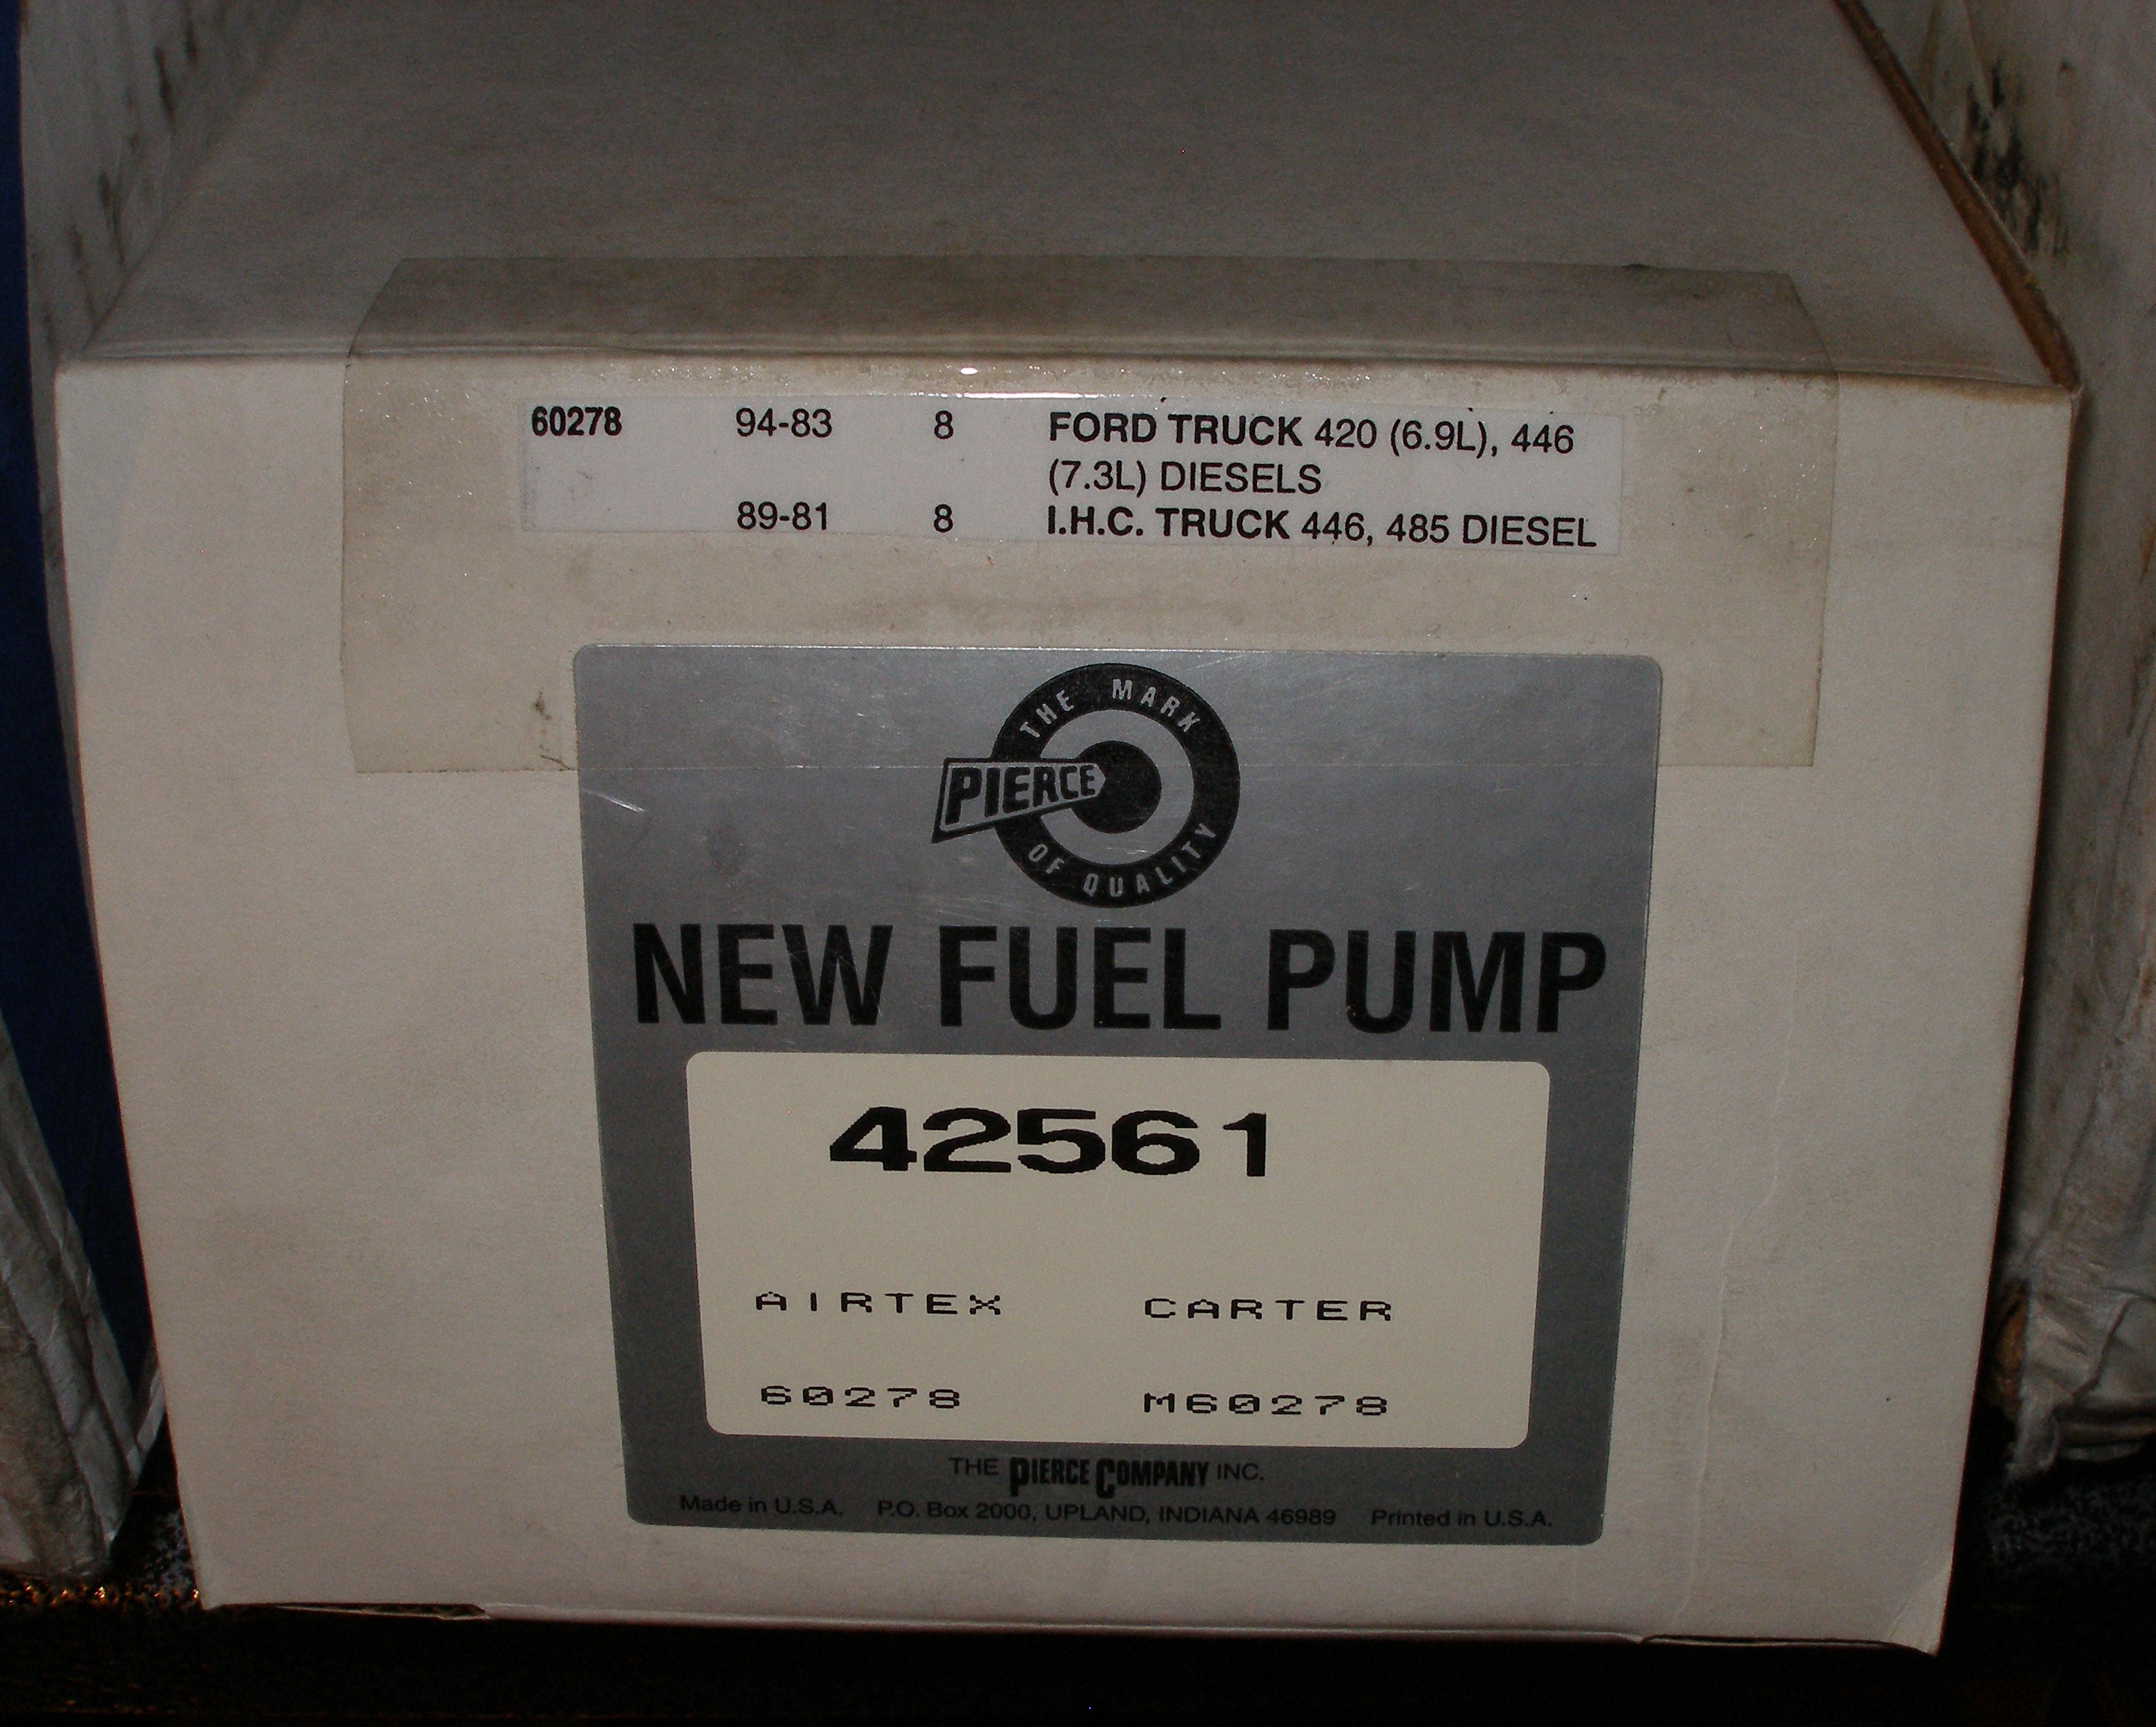 60278 94-83 8 FORD TRUCK 420 (6.9L), 446
(7.3L) DIESELS
89-81 8 I.H.C. TRUCK 446, 485 DIESEL
THE MARK
PIERCE
OF QUALITY
NEW FUEL PUMP
42561
AIRTEX CARTER
60278 M60278
THE PIERCE COMPANY INC.
Made in U.S.A. P.O. Box 2000, UPLAND, INDIANA 46989 Printed in U.S.A.